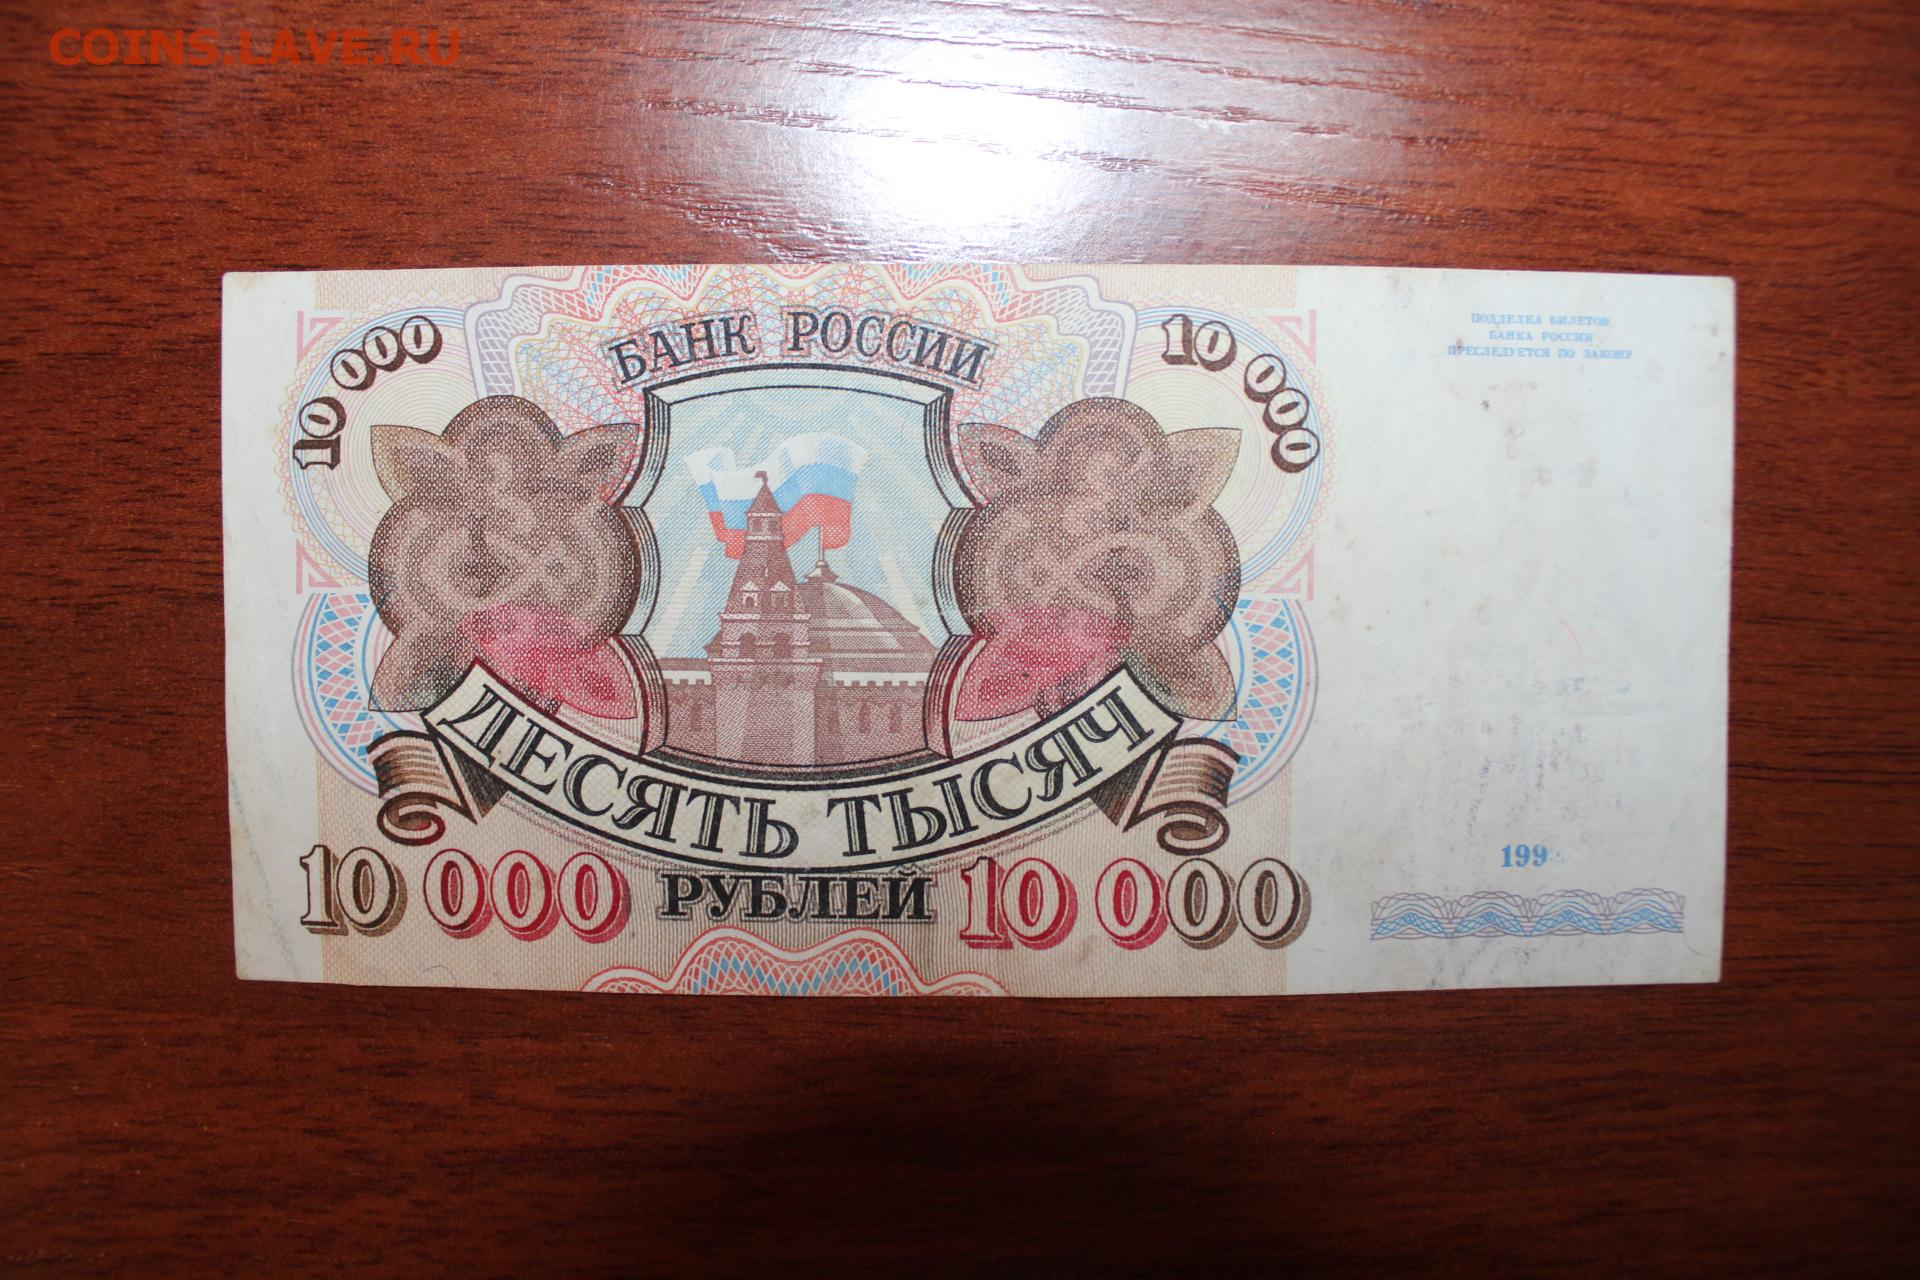 COINS.LAVE.RU
БАНК РОССИИ
10 000
10 000
ПОДДЕЛКА БИЛЕТОВ
БАНКА РОССИИ
ПРЕСЛЕДУЕТСЯ ПО ЗАКОНУ
ДЕСЯТЬ ТЫСЯЧ
10 000 РУБЛЕЙ 10 000
199